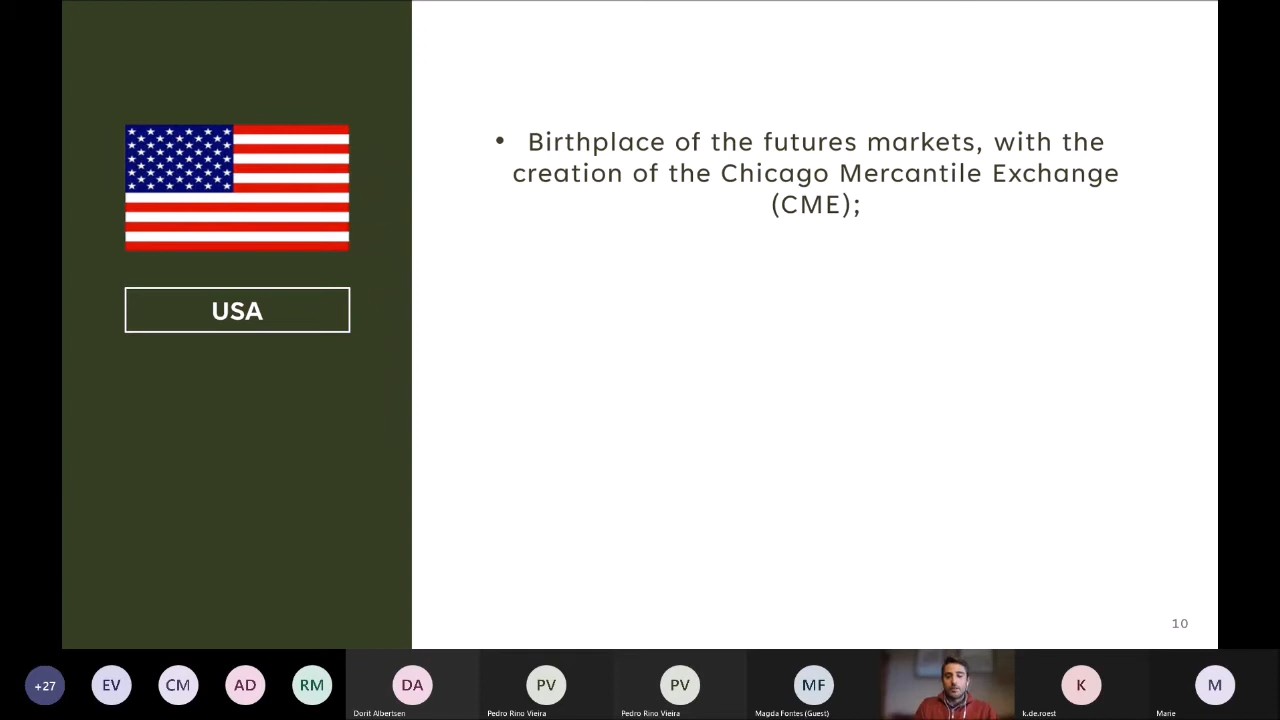 • Birthplace of the futures markets, with the
creation of the Chicago Mercantile Exchange
(CME);
USA
10
+27
EV
CM
AD
RM
DA
Dorit Albertsen
PV
Pedro Rino Vieira
PV
Pedro Rino Vieira
MF
Magda Fontes (Guest)
K
k.de.roest
M
Marie